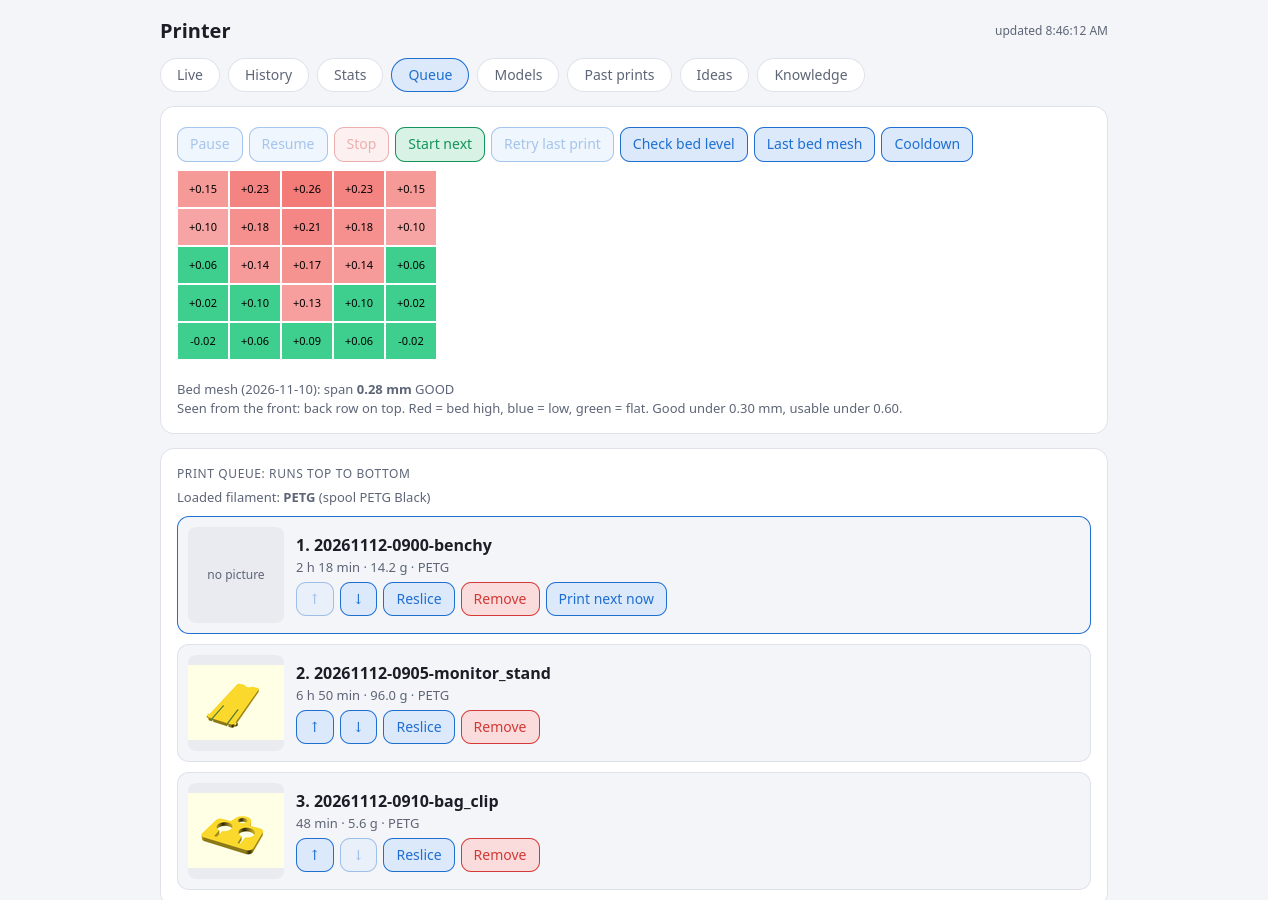 Printer
updated 8:46:12 AM
Live History Stats Queue Models Past prints Ideas Knowledge
Pause Resume Stop Start next Retry last print Check bed level Last bed mesh Cooldown
+0.15 +0.23 +0.26 +0.23 +0.15
+0.10 +0.18 +0.21 +0.18 +0.10
+0.06 +0.14 +0.17 +0.14 +0.06
+0.02 +0.10 +0.13 +0.10 +0.02
-0.02 +0.06 +0.09 +0.06 -0.02
Bed mesh (2026-11-10): span 0.28 mm GOOD
Seen from the front: back row on top. Red = bed high, blue = low, green = flat. Good under 0.30 mm, usable under 0.60.
PRINT QUEUE: RUNS TOP TO BOTTOM
Loaded filament: PETG (spool PETG Black)
no picture
1. 20261112-0900-benchy
2 h 18 min · 14.2 g · PETG
↑ ↓ Reslice Remove Print next now
2. 20261112-0905-monitor_stand
6 h 50 min · 96.0 g · PETG
↑ ↓ Reslice Remove
3. 20261112-0910-bag_clip
48 min · 5.6 g · PETG
↑ ↓ Reslice Remove